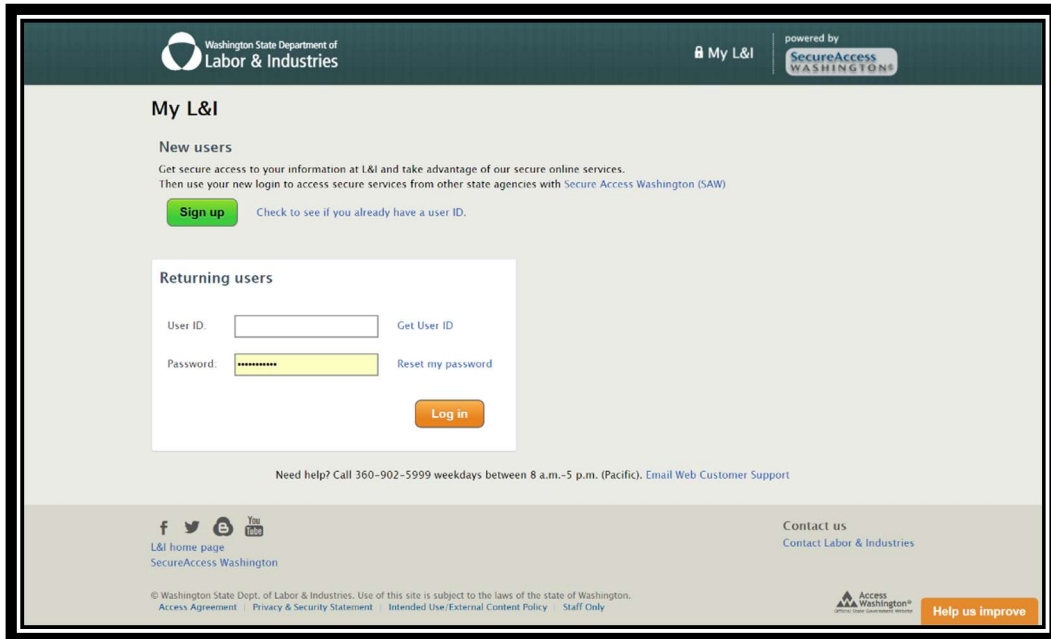 Washington State Department of
Labor & Industries
My L&I
powered by
SecureAccess
WASHINGTON®
My L&I
New users
Get secure access to your information at L&I and take advantage of our secure online services.
Then use your new login to access secure services from other state agencies with Secure Access Washington (SAW)
Sign up
Check to see if you already have a user ID.
Returning users
User ID:
Get User ID
Password:
•••••••••••
Reset my password
Log in
Need help? Call 360-902-5999 weekdays between 8 a.m.-5 p.m. (Pacific). Email Web Customer Support
You
Tube
L&I home page
SecureAccess Washington
Contact us
Contact Labor & Industries
© Washington State Dept. of Labor & Industries. Use of this site is subject to the laws of the state of Washington.
Access Agreement | Privacy & Security Statement | Intended Use/External Content Policy | Staff Only
Access
Washington®
Official State Government Website
Help us improve